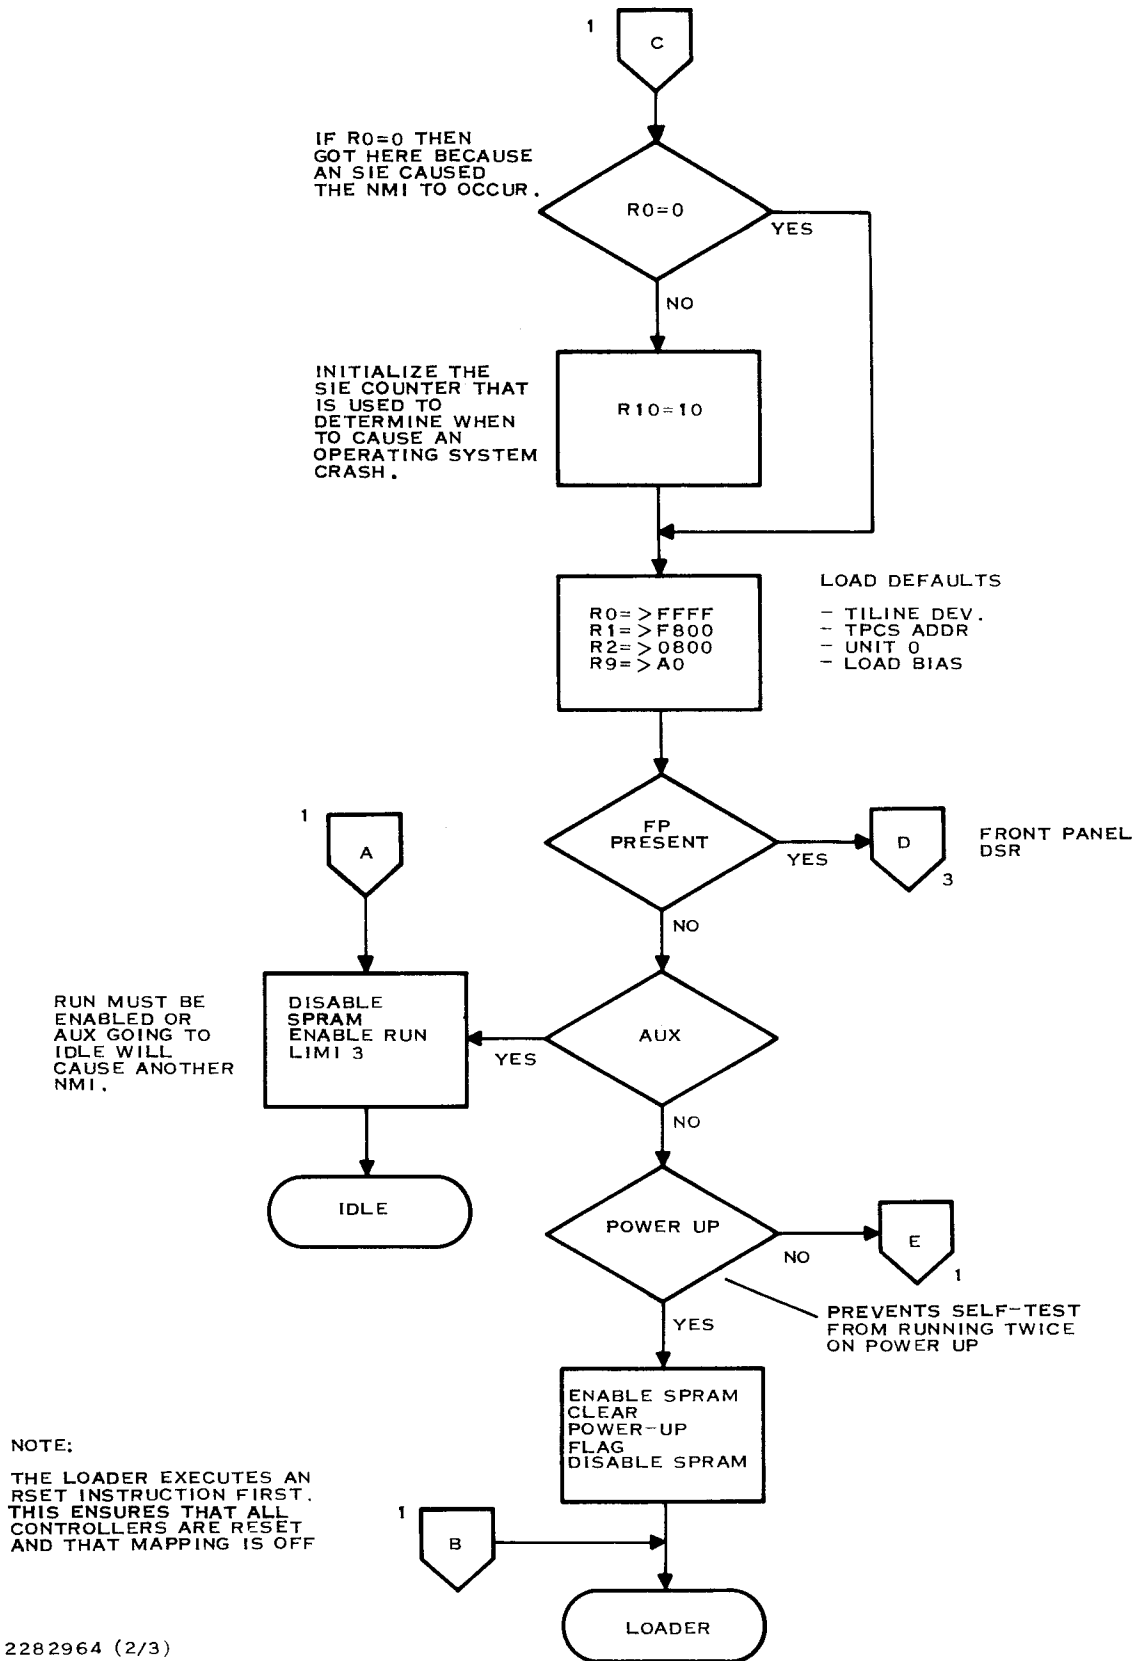 1
C
IF R0=0 THEN
GOT HERE BECAUSE
AN SIE CAUSED
THE NMI TO OCCUR.
R0=0
YES
NO
INITIALIZE THE
SIE COUNTER THAT
IS USED TO
DETERMINE WHEN
TO CAUSE AN
OPERATING SYSTEM
CRASH.
R10=10
R0=>FFFF
R1=>F800
R2=>0800
R9=>A0
LOAD DEFAULTS
- TILINE DEV.
- TPCS ADDR
- UNIT 0
- LOAD BIAS
FP
PRESENT
YES
D
3
FRONT PANEL
DSR
NO
1
A
RUN MUST BE
ENABLED OR
AUX GOING TO
IDLE WILL
CAUSE ANOTHER
NMI.
DISABLE
SPRAM
ENABLE RUN
LIMI 3
YES
AUX
NO
IDLE
POWER UP
NO
E
1
PREVENTS SELF-TEST
FROM RUNNING TWICE
ON POWER UP
YES
ENABLE SPRAM
CLEAR
POWER-UP
FLAG
DISABLE SPRAM
NOTE:
THE LOADER EXECUTES AN
RSET INSTRUCTION FIRST.
THIS ENSURES THAT ALL
CONTROLLERS ARE RESET
AND THAT MAPPING IS OFF
1
B
LOADER
2282964 (2/3)